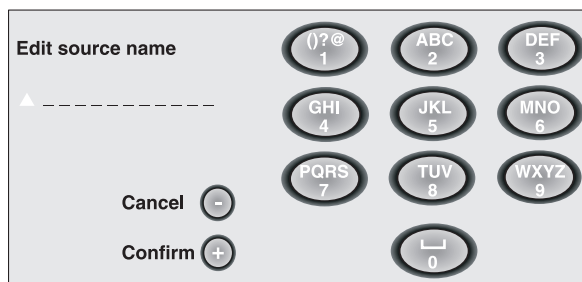 Edit source name
()?@
1
ABC
2
DEF
3
GHI
4
JKL
5
MNO
6
PQRS
7
TUV
8
WXYZ
9
Cancel -
Confirm +
0